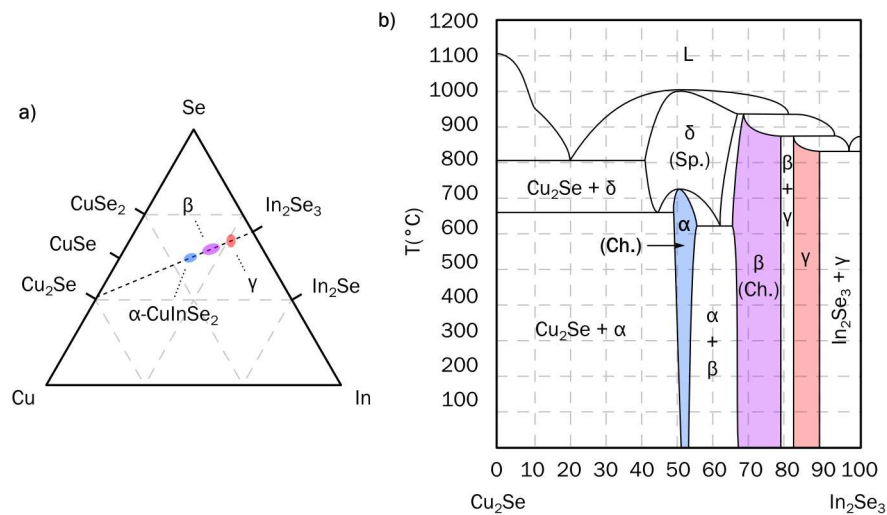 a)
Se
CuSe₂
CuSe
Cu₂Se
β
In₂Se₃
In₂Se
γ
α-CuInSe₂
Cu
In
b)
1200
1100
1000
900
800
700
600
500
400
300
200
100
T(°C)
L
δ
(Sp.)
Cu₂Se + δ
α
(Ch.)
β
(Ch.)
β
+
γ
γ
Cu₂Se + α
α
+
β
In₂Se₃ + γ
0 10 20 30 40 50 60 70 80 90 100
Cu₂Se
In₂Se₃